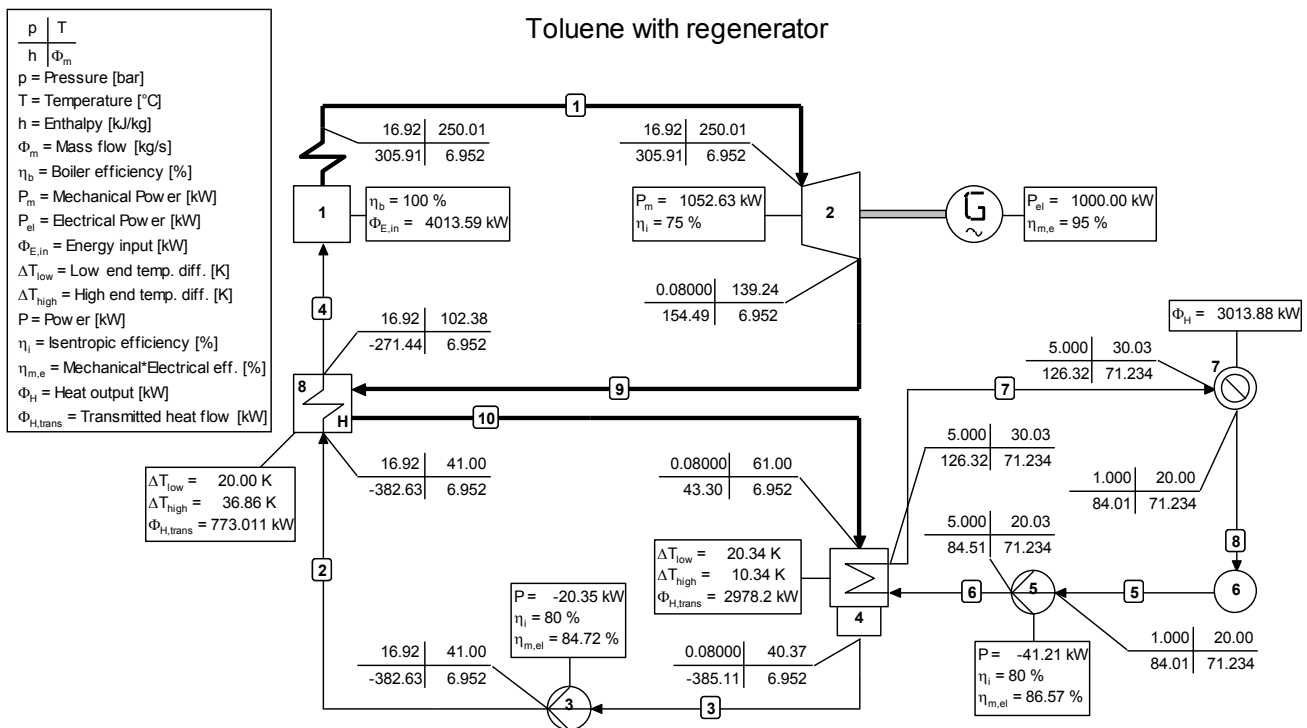 Toluene with regenerator
p T
h Φm
p = Pressure [bar]
T = Temperature [°C]
h = Enthalpy [kJ/kg]
Φm = Mass flow [kg/s]
ηb = Boiler efficiency [%]
Pm = Mechanical Power [kW]
Pel = Electrical Power [kW]
ΦE,in = Energy input [kW]
ΔTlow = Low end temp. diff. [K]
ΔThigh = High end temp. diff. [K]
P = Power [kW]
ηi = Isentropic efficiency [%]
ηm,e = Mechanical*Electrical eff. [%]
ΦH = Heat output [kW]
ΦH,trans = Transmitted heat flow [kW]
1
16.92 250.01
305.91 6.952
16.92 250.01
305.91 6.952
1
ηb = 100 %
ΦE,in = 4013.59 kW
Pm = 1052.63 kW
ηi = 75 %
2
G
~
Pel = 1000.00 kW
ηm,e = 95 %
4
0.08000 139.24
154.49 6.952
16.92 102.38
-271.44 6.952
ΦH = 3013.88 kW
5.000 30.03
126.32 71.234
7
8
H
9
7
10
16.92 41.00
-382.63 6.952
0.08000 61.00
43.30 6.952
5.000 30.03
126.32 71.234
1.000 20.00
84.01 71.234
ΔTlow = 20.00 K
ΔThigh = 36.86 K
ΦH,trans = 773.011 kW
5.000 20.03
84.51 71.234
8
2
ΔTlow = 20.34 K
ΔThigh = 10.34 K
ΦH,trans = 2978.2 kW
4
6
5
5
6
P = -20.35 kW
ηi = 80 %
ηm,el = 84.72 %
16.92 41.00
-382.63 6.952
0.08000 40.37
-385.11 6.952
1.000 20.00
84.01 71.234
P = -41.21 kW
ηi = 80 %
ηm,el = 86.57 %
3
3